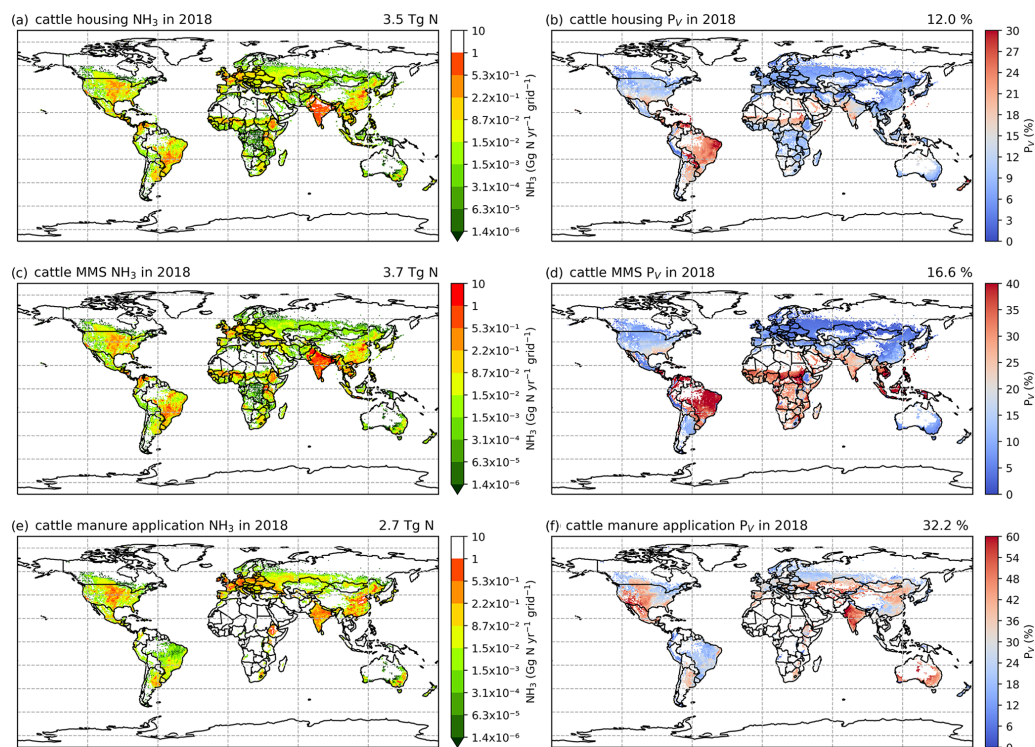 (a) cattle housing NH₃ in 2018 3.5 Tg N
10
1
5.3x10⁻¹
2.2x10⁻¹
8.7x10⁻²
1.5x10⁻²
1.5x10⁻³
3.1x10⁻⁴
6.3x10⁻⁵
1.4x10⁻⁶
NH₃ (Gg N yr⁻¹ grid⁻¹)
(b) cattle housing P_V in 2018 12.0 %
30
27
24
21
18
15
12
9
6
3
0
P_V (%)
(c) cattle MMS NH₃ in 2018 3.7 Tg N
10
1
5.3x10⁻¹
2.2x10⁻¹
8.7x10⁻²
1.5x10⁻²
1.5x10⁻³
3.1x10⁻⁴
6.3x10⁻⁵
1.4x10⁻⁶
NH₃ (Gg N yr⁻¹ grid⁻¹)
(d) cattle MMS P_V in 2018 16.6 %
40
35
30
25
20
15
10
5
0
P_V (%)
(e) cattle manure application NH₃ in 2018 2.7 Tg N
10
1
5.3x10⁻¹
2.2x10⁻¹
8.7x10⁻²
1.5x10⁻²
1.5x10⁻³
3.1x10⁻⁴
6.3x10⁻⁵
1.4x10⁻⁶
NH₃ (Gg N yr⁻¹ grid⁻¹)
(f) cattle manure application P_V in 2018 32.2 %
60
54
48
42
36
30
24
18
12
6
0
P_V (%)